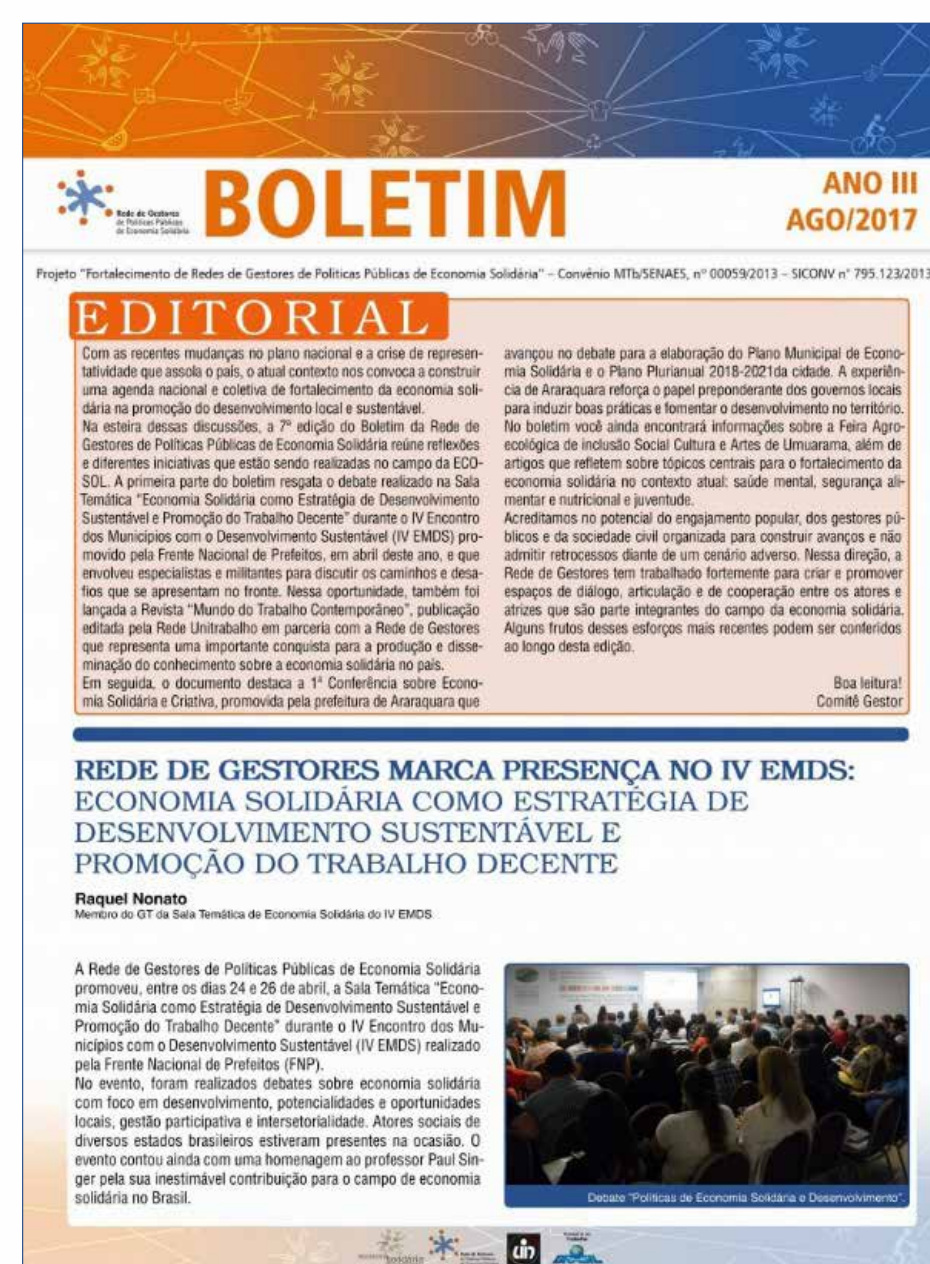 Rede de Gestores
de Políticas Públicas
de Economia Solidária
BOLETIM
ANO III
AGO/2017
Projeto "Fortalecimento de Redes de Gestores de Politicas Públicas de Economia Solidária" – Convênio MTb/SENAES, nº 00059/2013 – SICONV nº 795.123/2013
EDITORIAL
Com as recentes mudanças no plano nacional e a crise de represen-
tatividade que assola o país, o atual contexto nos convoca a construir
uma agenda nacional e coletiva de fortalecimento da economia soli-
dária na promoção do desenvolvimento local e sustentável.
Na esteira dessas discussões, a 7ª edição do Boletim da Rede de
Gestores de Políticas Públicas de Economia Solidária reúne reflexões
e diferentes iniciativas que estão sendo realizadas no campo da ECO-
SOL. A primeira parte do boletim resgata o debate realizado na Sala
Temática "Economia Solidária como Estratégia de Desenvolvimento
Sustentável e Promoção do Trabalho Decente" durante o IV Encontro
dos Municípios com o Desenvolvimento Sustentável (IV EMDS) pro-
movido pela Frente Nacional de Prefeitos, em abril deste ano, e que
envolveu especialistas e militantes para discutir os caminhos e desa-
fios que se apresentam no fronte. Nessa oportunidade, também foi
lançada a Revista "Mundo do Trabalho Contemporâneo", publicação
editada pela Rede Unitrabalho em parceria com a Rede de Gestores
que representa uma importante conquista para a produção e disse-
minação do conhecimento sobre a economia solidária no país.
Em seguida, o documento destaca a 1ª Conferência sobre Econo-
mia Solidária e Criativa, promovida pela prefeitura de Araraquara que
avançou no debate para a elaboração do Plano Municipal de Econo-
mia Solidária e o Plano Plurianual 2018-2021da cidade. A experiên-
cia de Araraquara reforça o papel preponderante dos governos locais
para induzir boas práticas e fomentar o desenvolvimento no território.
No boletim você ainda encontrará informações sobre a Feira Agro-
ecológica de inclusão Social Cultura e Artes de Umuarama, além de
artigos que refletem sobre tópicos centrais para o fortalecimento da
economia solidária no contexto atual: saúde mental, segurança ali-
mentar e nutricional e juventude.
Acreditamos no potencial do engajamento popular, dos gestores pú-
blicos e da sociedade civil organizada para construir avanços e não
admitir retrocessos diante de um cenário adverso. Nessa direção, a
Rede de Gestores tem trabalhado fortemente para criar e promover
espaços de diálogo, articulação e de cooperação entre os atores e
atrizes que são parte integrantes do campo da economia solidária.
Alguns frutos desses esforços mais recentes podem ser conferidos
ao longo desta edição.
Boa leitura!
Comitê Gestor
REDE DE GESTORES MARCA PRESENÇA NO IV EMDS:
ECONOMIA SOLIDÁRIA COMO ESTRATÉGIA DE
DESENVOLVIMENTO SUSTENTÁVEL E
PROMOÇÃO DO TRABALHO DECENTE
Raquel Nonato
Membro do GT da Sala Temática de Economia Solidária do IV EMDS
A Rede de Gestores de Políticas Públicas de Economia Solidária
promoveu, entre os dias 24 e 26 de abril, a Sala Temática "Econo-
mia Solidária como Estratégia de Desenvolvimento Sustentável e
Promoção do Trabalho Decente" durante o IV Encontro dos Mu-
nicípios com o Desenvolvimento Sustentável (IV EMDS) realizado
pela Frente Nacional de Prefeitos (FNP).
No evento, foram realizados debates sobre economia solidária
com foco em desenvolvimento, potencialidades e oportunidades
locais, gestão participativa e intersetorialidade. Atores sociais de
diversos estados brasileiros estiveram presentes na ocasião. O
evento contou ainda com uma homenagem ao professor Paul Sin-
ger pela sua inestimável contribuição para o campo de economia
solidária no Brasil.
Debate "Políticas de Economia Solidária e Desenvolvimento".